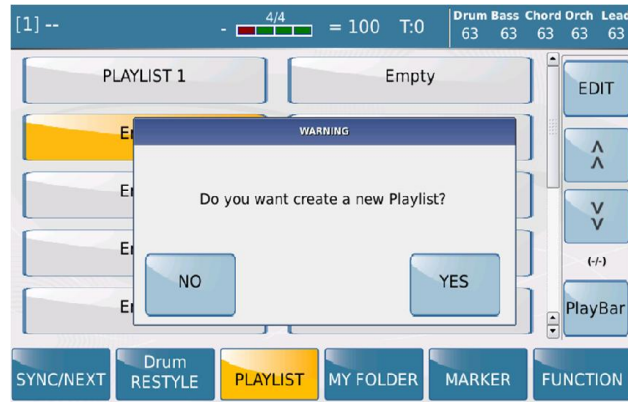 [1] --
- 4/4 = 100 T:0
Drum Bass Chord Orch Lead
63 63 63 63 63
PLAYLIST 1
Empty
EDIT
WARNING
Do you want create a new Playlist?
NO
YES
(-/-)
PlayBar
SYNC/NEXT
Drum
RESTYLE
PLAYLIST
MY FOLDER
MARKER
FUNCTION